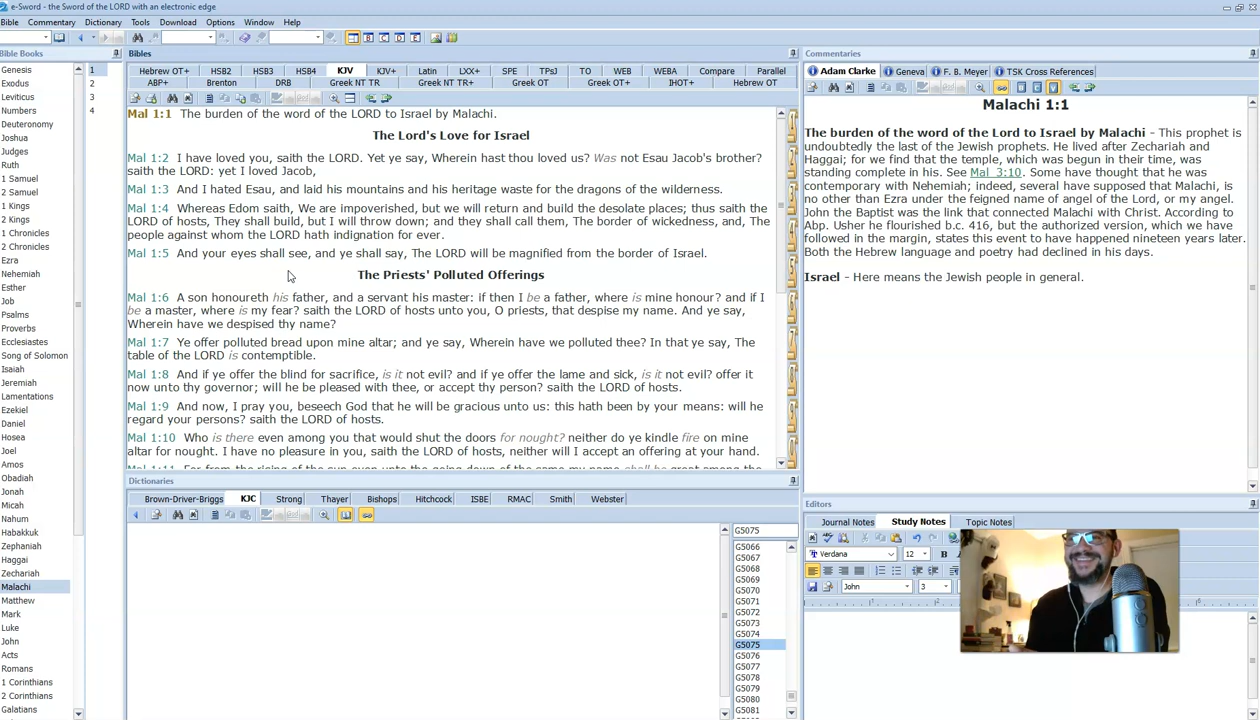 e-Sword - the Sword of the LORD with an electronic edge
Bible Commentary Dictionary Tools Download Options Window Help
Bible Books
Genesis
Exodus
Leviticus
Numbers
Deuteronomy
Joshua
Judges
Ruth
1 Samuel
2 Samuel
1 Kings
2 Kings
1 Chronicles
2 Chronicles
Ezra
Nehemiah
Esther
Job
Psalms
Proverbs
Ecclesiastes
Song of Solomon
Isaiah
Jeremiah
Lamentations
Ezekiel
Daniel
Hosea
Joel
Amos
Obadiah
Jonah
Micah
Nahum
Habakkuk
Zephaniah
Haggai
Zechariah
Malachi
Matthew
Mark
Luke
John
Acts
Romans
1 Corinthians
2 Corinthians
Galatians
1
2
3
4
Bibles
Hebrew OT+ HSB2 HSB3 HSB4 KJV KJV+ Latin LXX+ SPE TPsJ TO WEB WEBA Compare Parallel
ABP+ Brenton DRB Greek NT TR Greek NT TR+ Greek OT Greek OT+ IHOT+ Hebrew OT
Mal 1:1 The burden of the word of the LORD to Israel by Malachi.
The Lord's Love for Israel
Mal 1:2 I have loved you, saith the LORD. Yet ye say, Wherein hast thou loved us? Was not Esau Jacob's brother?
saith the LORD: yet I loved Jacob,
Mal 1:3 And I hated Esau, and laid his mountains and his heritage waste for the dragons of the wilderness.
Mal 1:4 Whereas Edom saith, We are impoverished, but we will return and build the desolate places; thus saith the
LORD of hosts, They shall build, but I will throw down; and they shall call them, The border of wickedness, and, The
people against whom the LORD hath indignation for ever.
Mal 1:5 And your eyes shall see, and ye shall say, The LORD will be magnified from the border of Israel.
The Priests' Polluted Offerings
Mal 1:6 A son honoureth his father, and a servant his master: if then I be a father, where is mine honour? and if I
be a master, where is my fear? saith the LORD of hosts unto you, O priests, that despise my name. And ye say,
Wherein have we despised thy name?
Mal 1:7 Ye offer polluted bread upon mine altar; and ye say, Wherein have we polluted thee? In that ye say, The
table of the LORD is contemptible.
Mal 1:8 And if ye offer the blind for sacrifice, is it not evil? and if ye offer the lame and sick, is it not evil? offer it
now unto thy governor; will he be pleased with thee, or accept thy person? saith the LORD of hosts.
Mal 1:9 And now, I pray you, beseech God that he will be gracious unto us: this hath been by your means: will he
regard your persons? saith the LORD of hosts.
Mal 1:10 Who is there even among you that would shut the doors for nought? neither do ye kindle fire on mine
altar for nought. I have no pleasure in you, saith the LORD of hosts, neither will I accept an offering at your hand.
Mal 1:11 For from the rising of the sun even unto the going down of the same my name shall be great among the
Dictionaries
Brown-Driver-Briggs KJC Strong Thayer Bishops Hitchcock ISBE RMAC Smith Webster
G5075
G5066
G5067
G5068
G5069
G5070
G5071
G5072
G5073
G5074
G5075
G5076
G5077
G5078
G5079
G5080
G5081
Commentaries
Adam Clarke Geneva F. B. Meyer TSK Cross References
Malachi 1:1
The burden of the word of the Lord to Israel by Malachi - This prophet is
undoubtedly the last of the Jewish prophets. He lived after Zechariah and
Haggai; for we find that the temple, which was begun in their time, was
standing complete in his. See Mal_3:10. Some have thought that he was
contemporary with Nehemiah; indeed, several have supposed that Malachi, is
no other than Ezra under the feigned name of angel of the Lord, or my angel.
John the Baptist was the link that connected Malachi with Christ. According to
Abp. Usher he flourished b.c. 416, but the authorized version, which we have
followed in the margin, states this event to have happened nineteen years later.
Both the Hebrew language and poetry had declined in his days.
Israel - Here means the Jewish people in general.
Editors
Journal Notes Study Notes Topic Notes
Verdana 12 B
John 3